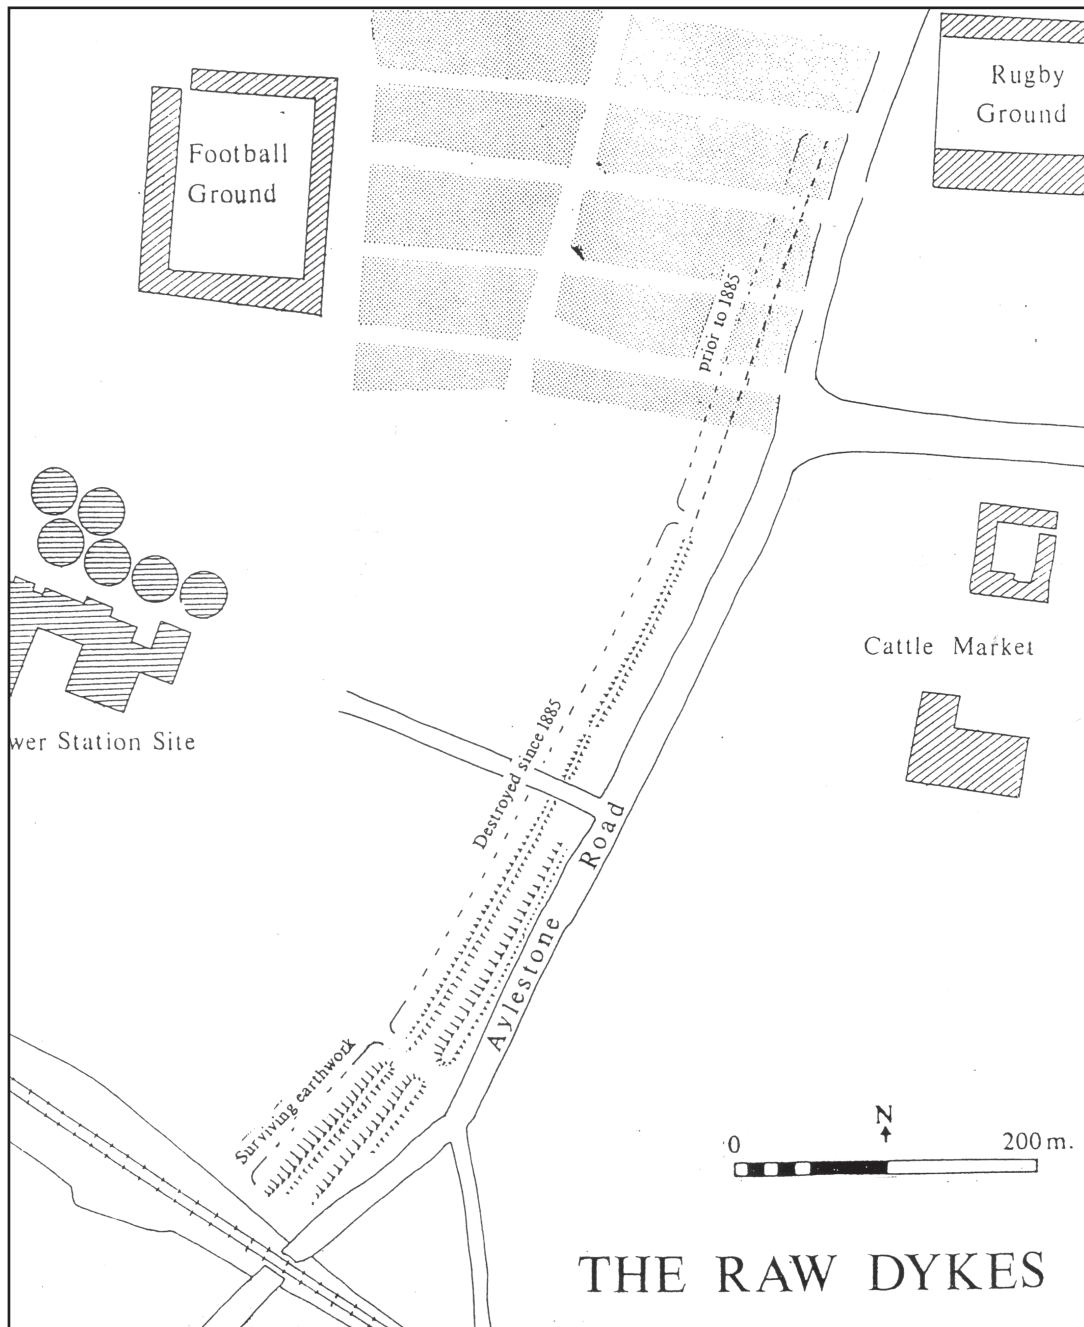 Rugby
Ground
Football
Ground
prior to 1885
Cattle Market
Destroyed since 1885
wer Station Site
Aylestone Road
Surviving earthwork
N
0 200 m.
THE RAW DYKES